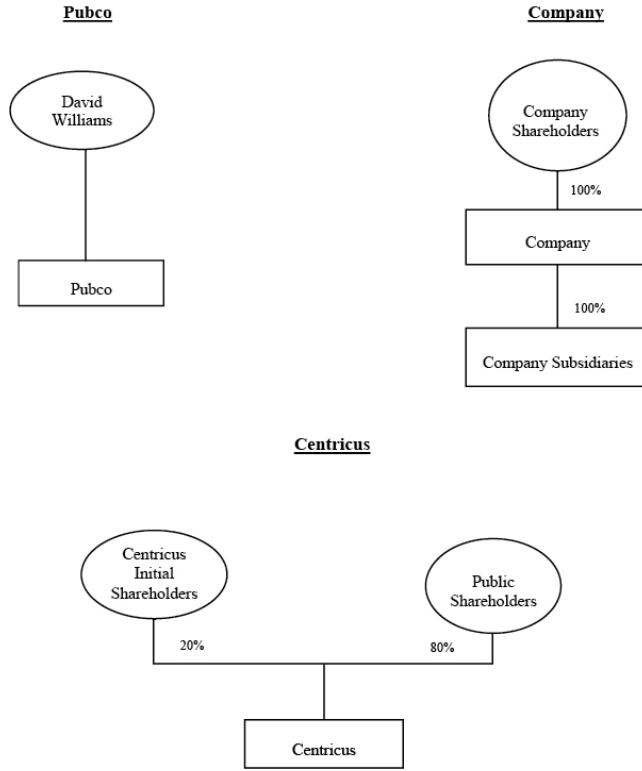 Pubco
Company
David
Williams
Company
Shareholders
100%
Company
Pubco
100%
Company Subsidiaries
Centricus
Centricus
Initial
Shareholders
Public
Shareholders
20%
80%
Centricus